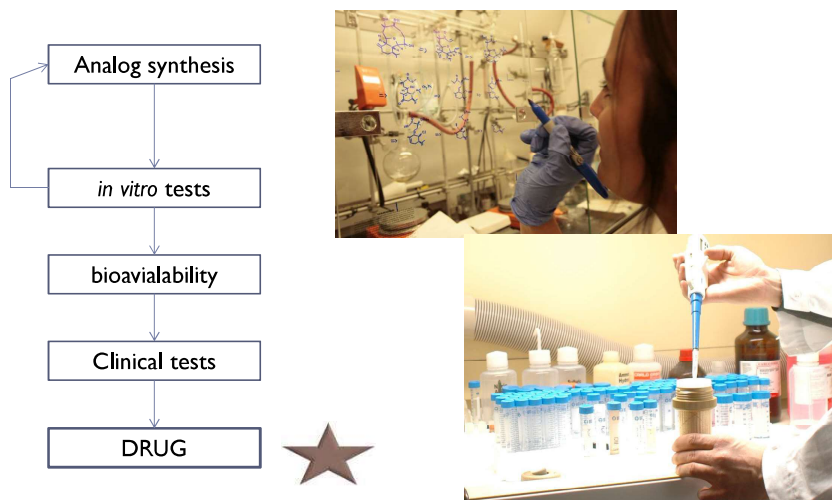 Analog synthesis
in vitro tests
bioavialability
Clinical tests
DRUG